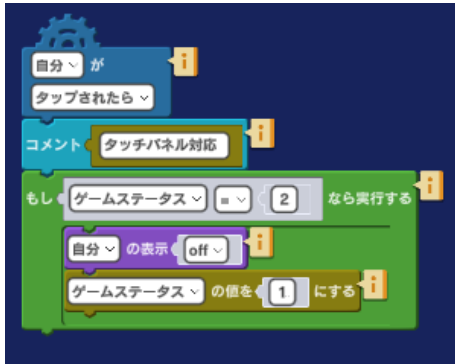 自分 が
タップされたら
コメント タッチパネル対応
もし ゲームステータス = 2 なら実行する
自分 の表示 off
ゲームステータス の値を 1 にする